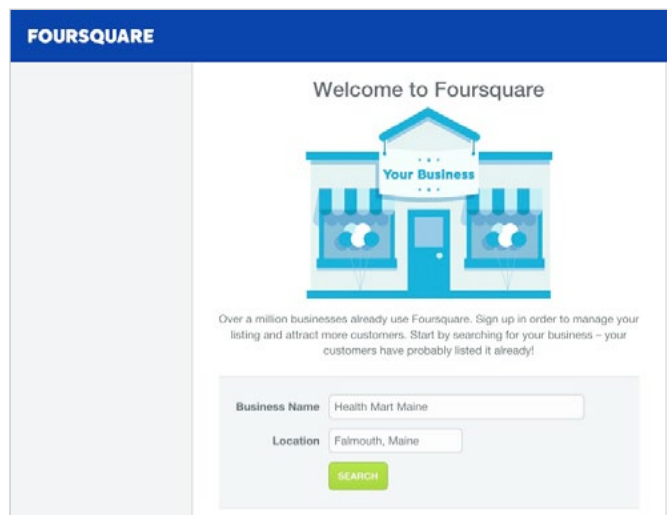 FOURSQUARE
Welcome to Foursquare
Your Business
Over a million businesses already use Foursquare. Sign up in order to manage your
listing and attract more customers. Start by searching for your business – your
customers have probably listed it already!
Business Name Health Mart Maine
Location Falmouth, Maine
SEARCH